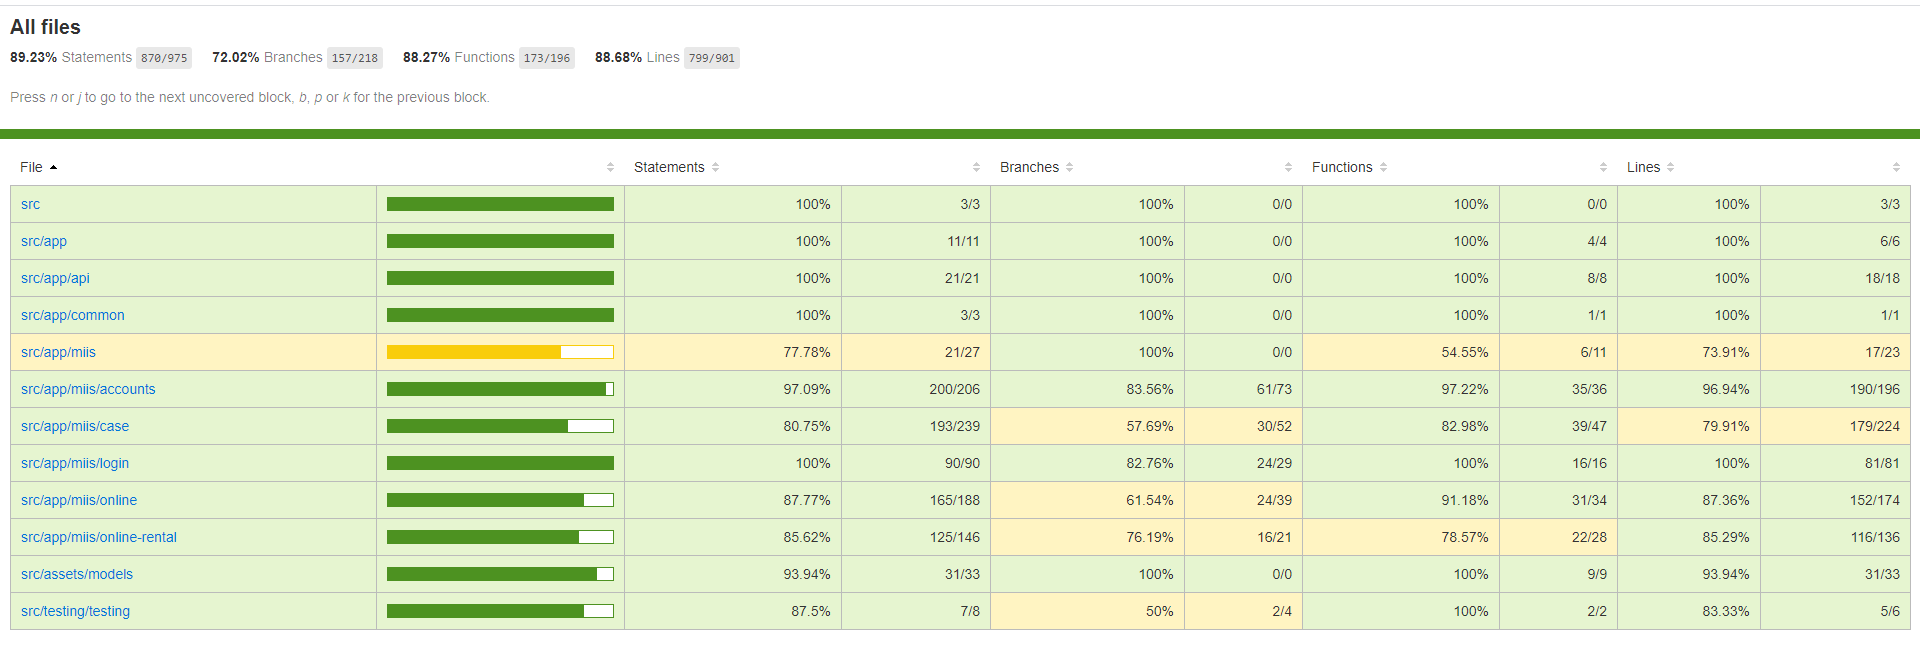 All files
89.23% Statements 870/975 72.02% Branches 157/218 88.27% Functions 173/196 88.68% Lines 799/901
Press n or j to go to the next uncovered block, b, p or k for the previous block.
File Statements Branches Functions Lines
src 100% 3/3 100% 0/0 100% 0/0 100% 3/3
src/app 100% 11/11 100% 0/0 100% 4/4 100% 6/6
src/app/api 100% 21/21 100% 0/0 100% 8/8 100% 18/18
src/app/common 100% 3/3 100% 0/0 100% 1/1 100% 1/1
src/app/miis 77.78% 21/27 100% 0/0 54.55% 6/11 73.91% 17/23
src/app/miis/accounts 97.09% 200/206 83.56% 61/73 97.22% 35/36 96.94% 190/196
src/app/miis/case 80.75% 193/239 57.69% 30/52 82.98% 39/47 79.91% 179/224
src/app/miis/login 100% 90/90 82.76% 24/29 100% 16/16 100% 81/81
src/app/miis/online 87.77% 165/188 61.54% 24/39 91.18% 31/34 87.36% 152/174
src/app/miis/online-rental 85.62% 125/146 76.19% 16/21 78.57% 22/28 85.29% 116/136
src/assets/models 93.94% 31/33 100% 0/0 100% 9/9 93.94% 31/33
src/testing/testing 87.5% 7/8 50% 2/4 100% 2/2 83.33% 5/6